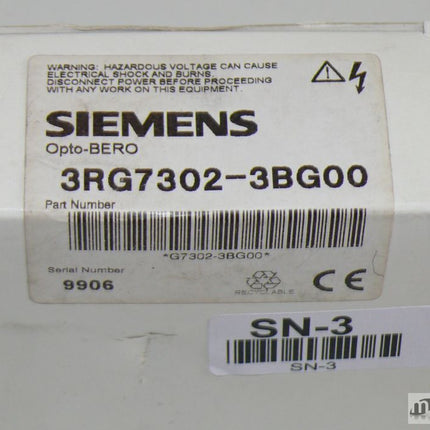 WARNING: HAZARDOUS VOLTAGE CAN CAUSE
ELECTRICAL SHOCK AND BURNS.
DISCONNECT POWER BEFORE PROCEEDING
WITH ANY WORK ON THIS EQUIPMENT.
SIEMENS
Opto-BERO
3RG7302-3BG00
Part Number
*G7302-3BG00*
Serial Number
9906
RECYCLABLE
CE
SN-3
SN-3